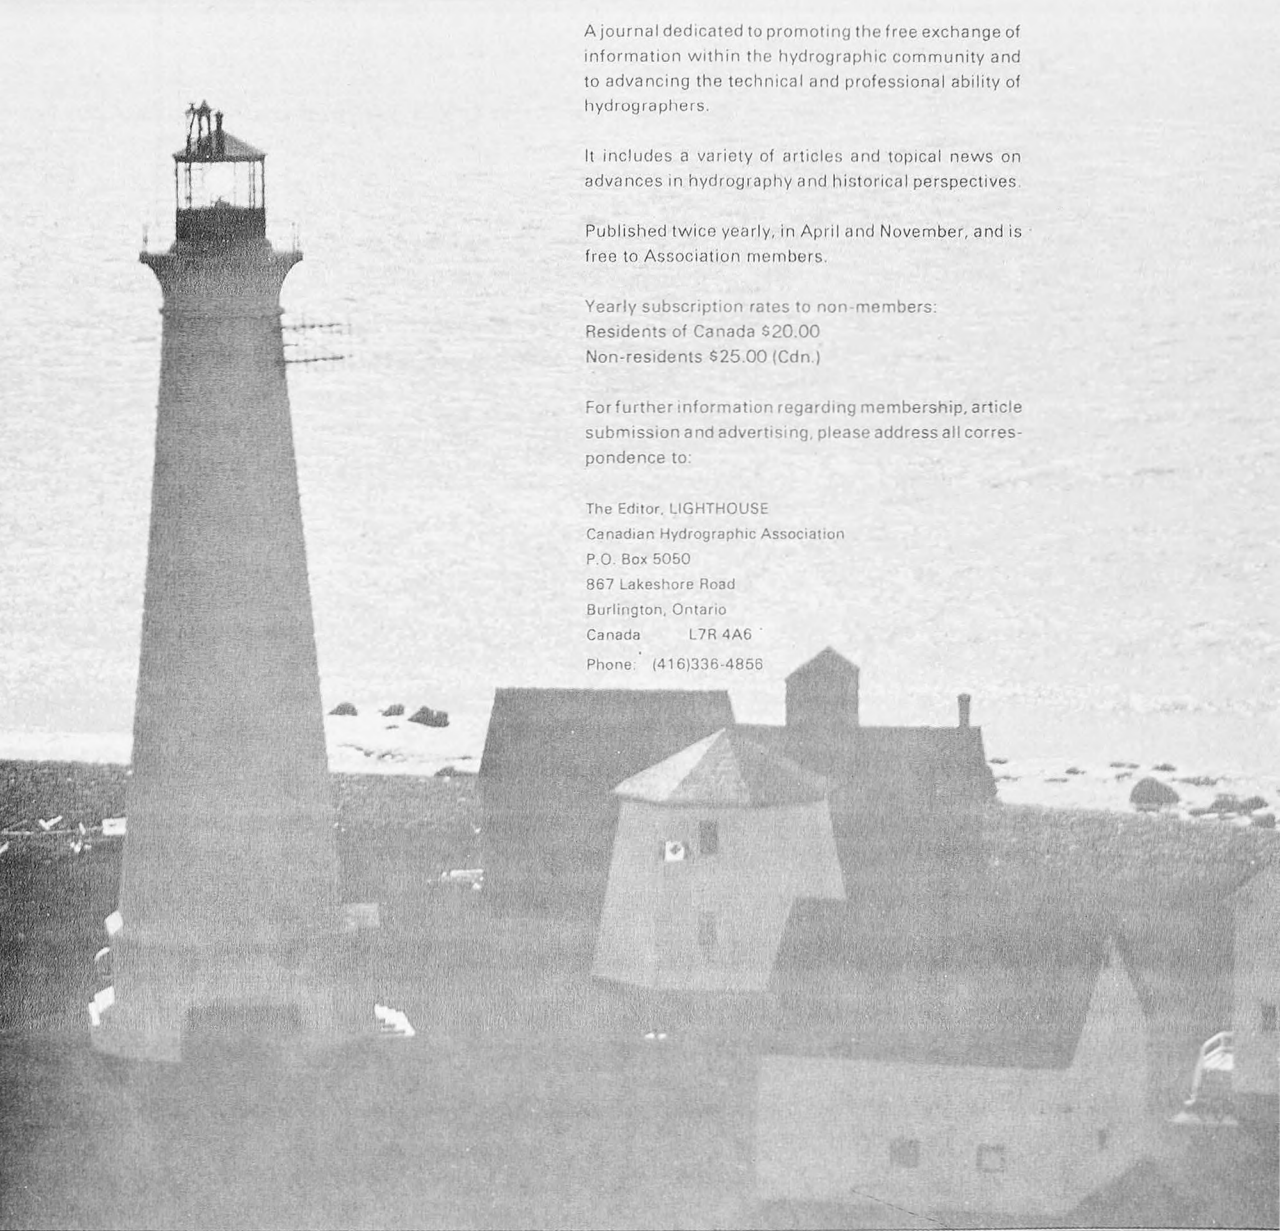 A journal dedicated to promoting the free exchange of
information within the hydrographic community and
to advancing the technical and professional ability of
hydrographers.
It includes a variety of articles and topical news on
advances in hydrography and historical perspectives.
Published twice yearly, in April and November, and is
free to Association members.
Yearly subscription rates to non-members:
Residents of Canada $20.00
Non-residents $25.00 (Cdn.)
For further information regarding membership, article
submission and advertising, please address all corres-
pondence to:
The Editor, LIGHTHOUSE
Canadian Hydrographic Association
P.O. Box 5050
867 Lakeshore Road
Burlington, Ontario
Canada L7R 4A6
Phone: (416)336-4856